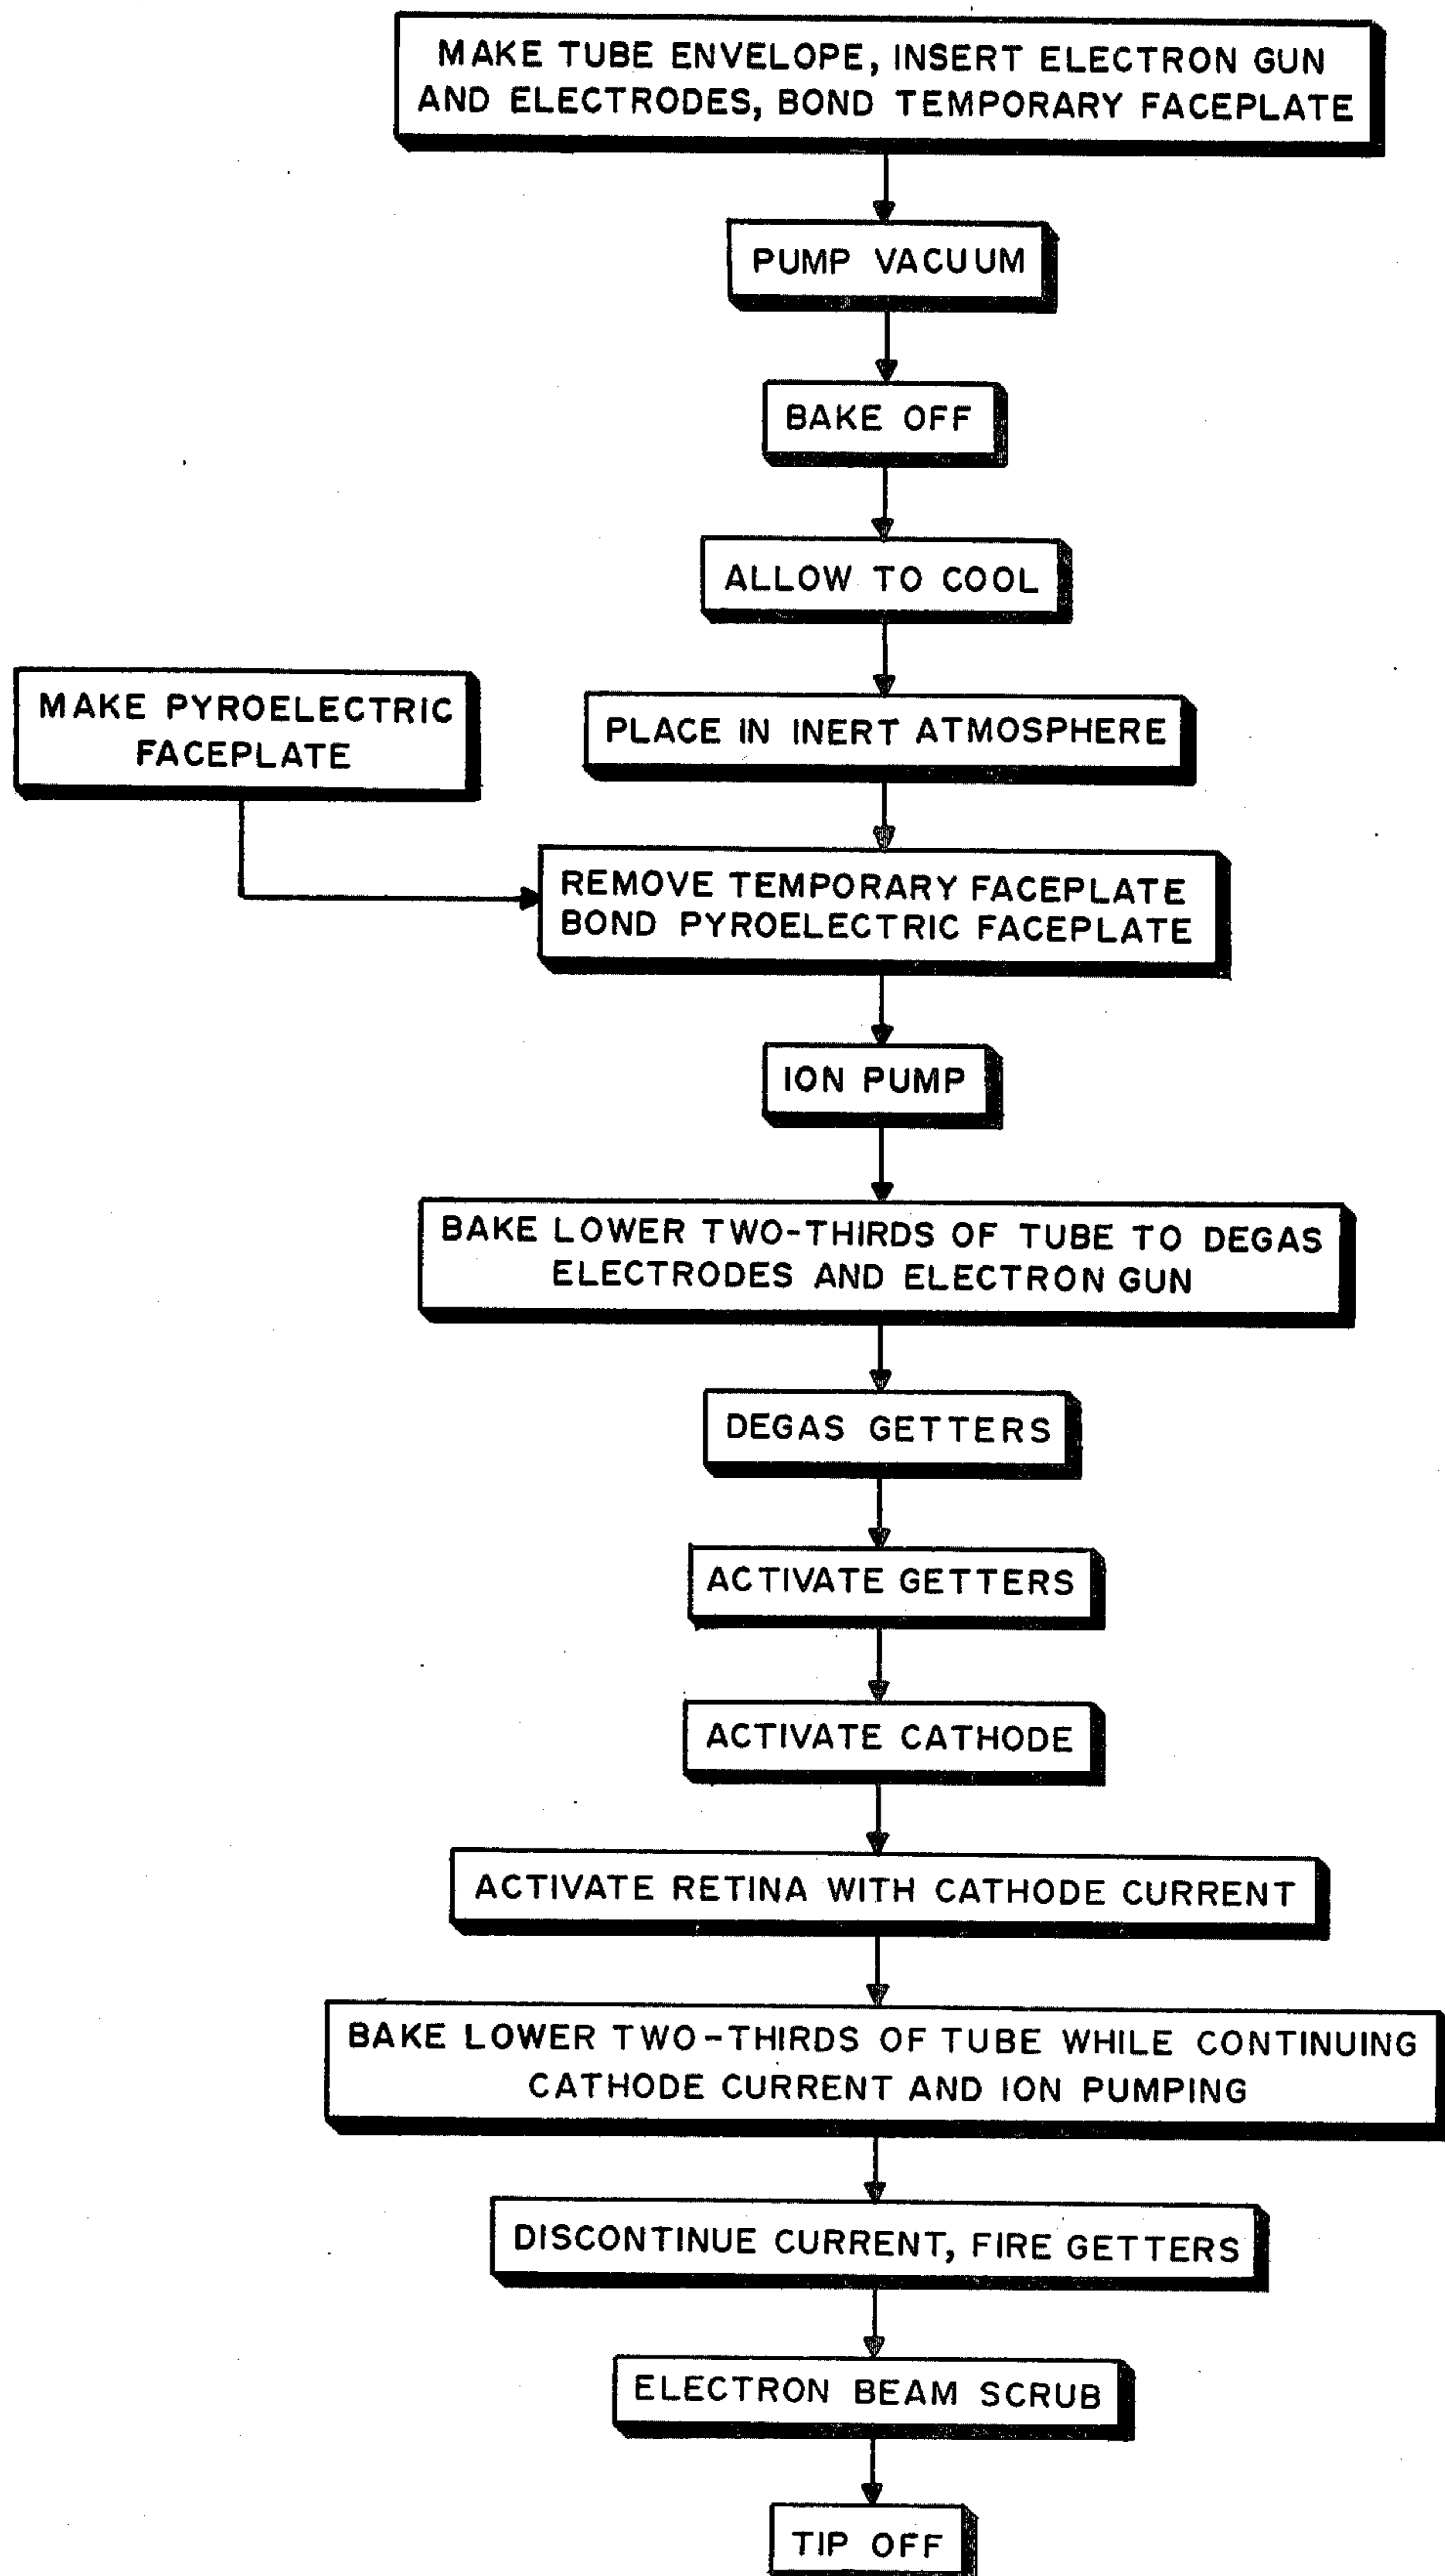 MAKE TUBE ENVELOPE, INSERT ELECTRON GUN
AND ELECTRODES, BOND TEMPORARY FACEPLATE
PUMP VACUUM
BAKE OFF
ALLOW TO COOL
MAKE PYROELECTRIC
FACEPLATE
PLACE IN INERT ATMOSPHERE
REMOVE TEMPORARY FACEPLATE
BOND PYROELECTRIC FACEPLATE
ION PUMP
BAKE LOWER TWO-THIRDS OF TUBE TO DEGAS
ELECTRODES AND ELECTRON GUN
DEGAS GETTERS
ACTIVATE GETTERS
ACTIVATE CATHODE
ACTIVATE RETINA WITH CATHODE CURRENT
BAKE LOWER TWO-THIRDS OF TUBE WHILE CONTINUING
CATHODE CURRENT AND ION PUMPING
DISCONTINUE CURRENT, FIRE GETTERS
ELECTRON BEAM SCRUB
TIP OFF